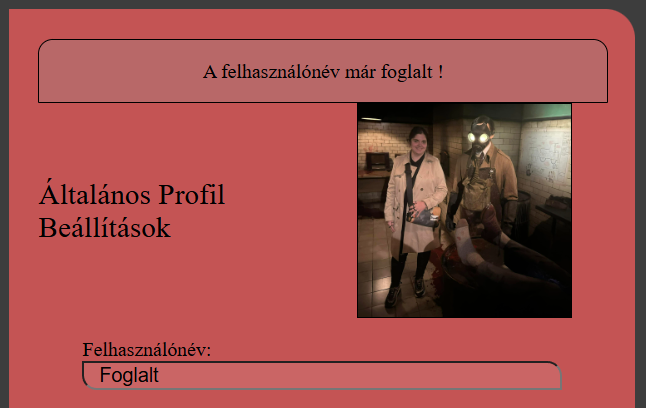 A felhasználónév már foglalt !
Általános Profil
Beállítások
Felhasználónév:
Foglalt